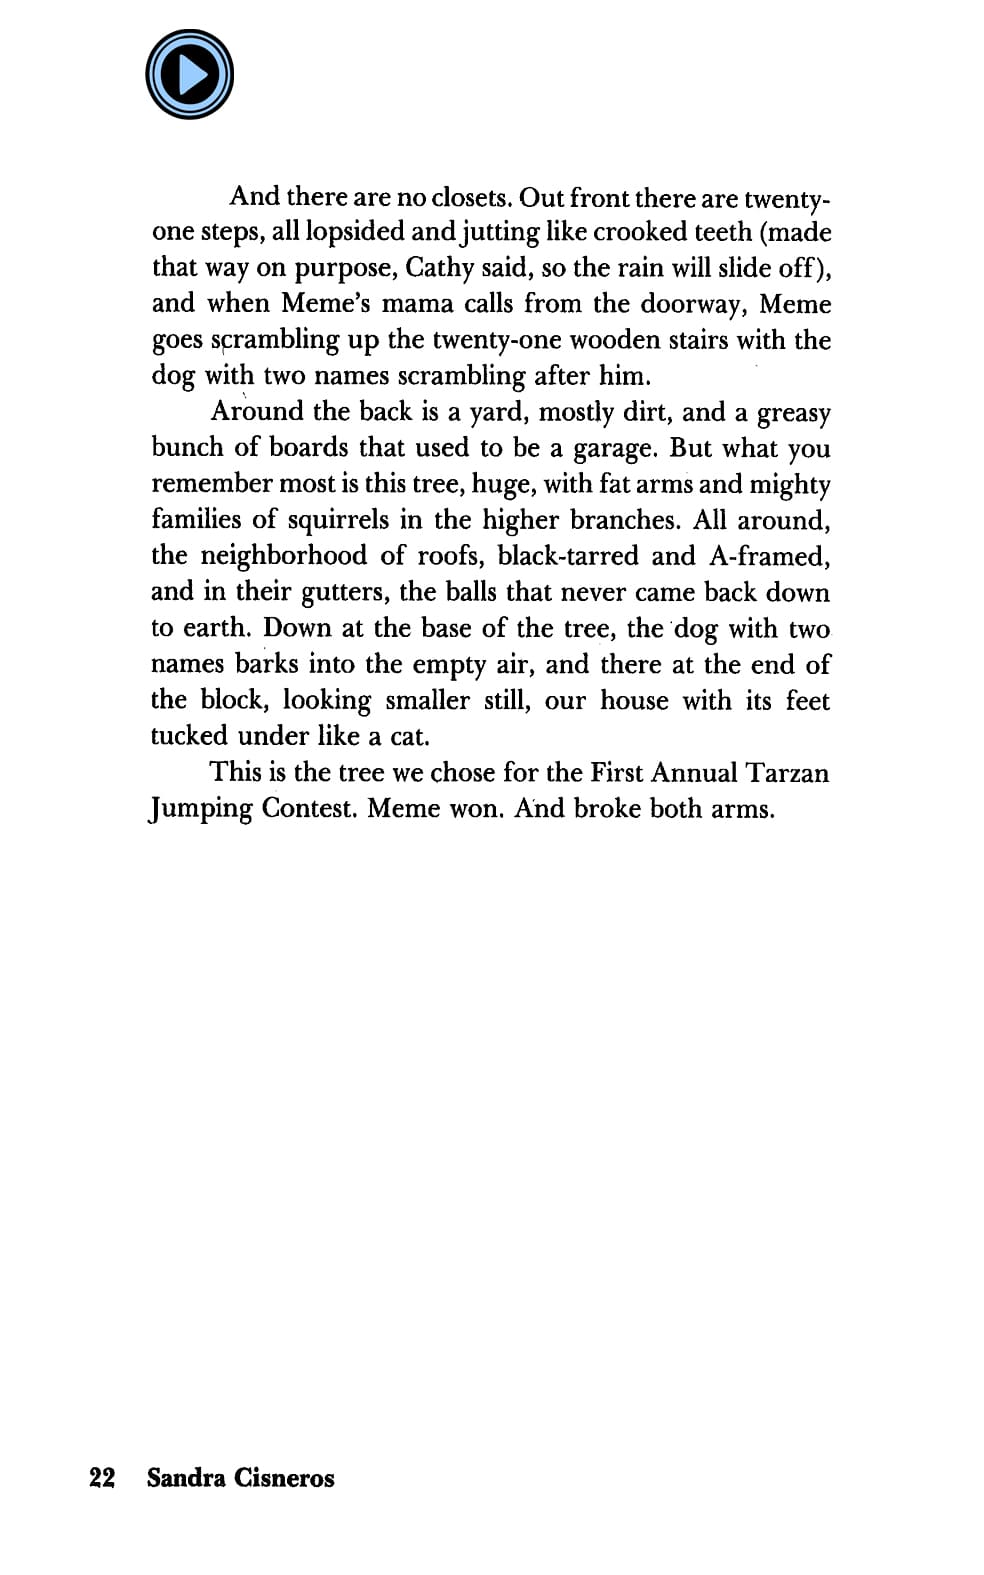 And there are no closets. Out front there are twenty-
one steps, all lopsided and jutting like crooked teeth (made
that way on purpose, Cathy said, so the rain will slide off),
and when Meme’s mama calls from the doorway, Meme
goes scrambling up the twenty-one wooden stairs with the
dog with two names scrambling after him.
Around the back is a yard, mostly dirt, and a greasy
bunch of boards that used to be a garage. But what you
remember most is this tree, huge, with fat arms and mighty
families of squirrels in the higher branches. All around,
the neighborhood of roofs, black-tarred and A-framed,
and in their gutters, the balls that never came back down
to earth. Down at the base of the tree, the dog with two
names barks into the empty air, and there at the end of
the block, looking smaller still, our house with its feet
tucked under like a cat.
This is the tree we chose for the First Annual Tarzan
Jumping Contest. Meme won. And broke both arms.
22 Sandra Cisneros